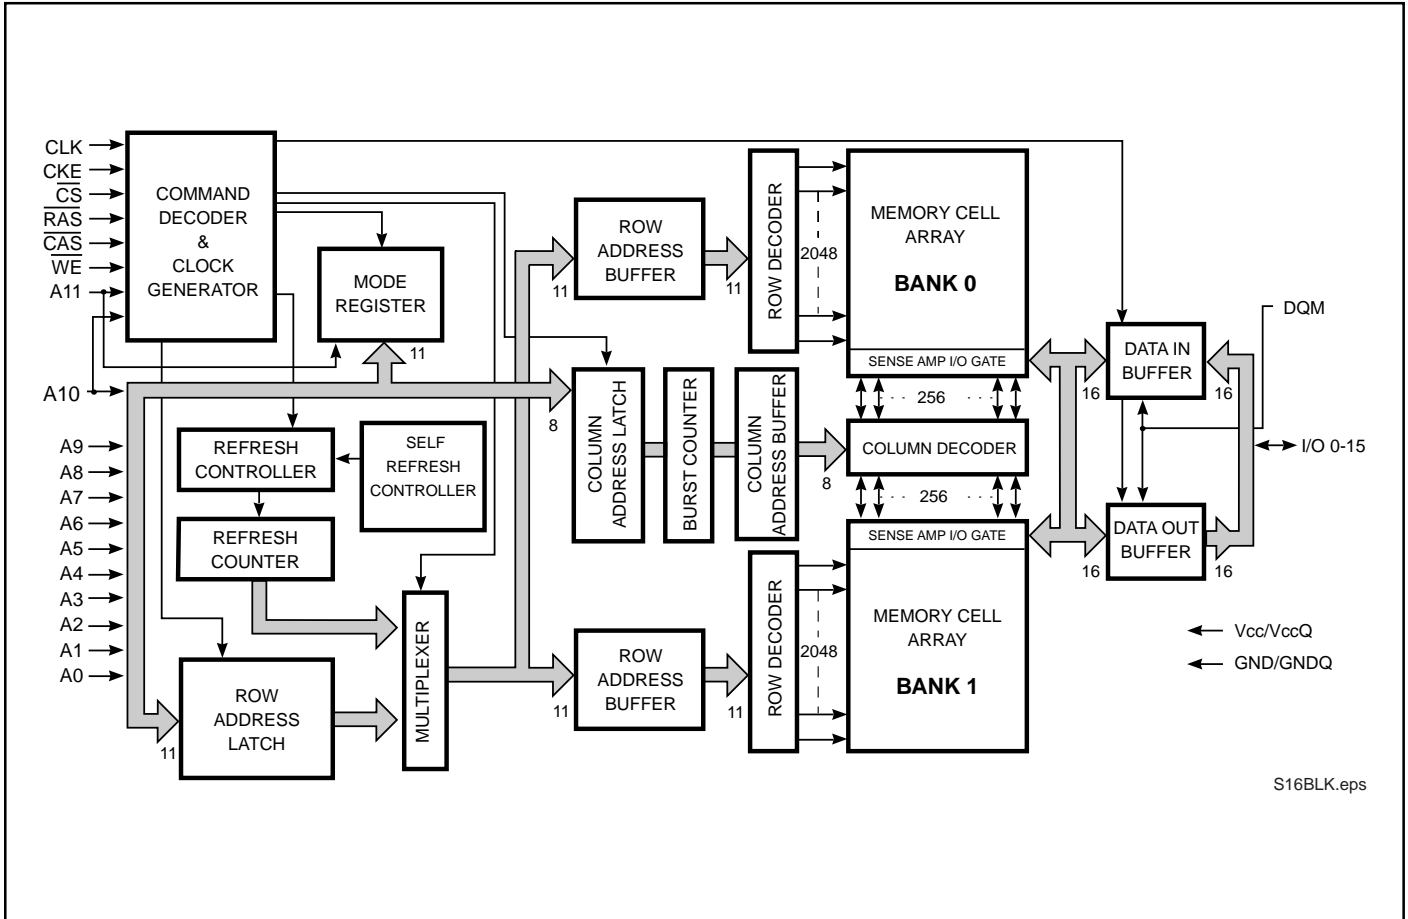 CLK
CKE
CS
RAS
CAS
WE
A11
A10
A9
A8
A7
A6
A5
A4
A3
A2
A1
A0
COMMAND
DECODER
&
CLOCK
GENERATOR
MODE
REGISTER
11
REFRESH
CONTROLLER
SELF
REFRESH
CONTROLLER
REFRESH
COUNTER
ROW
ADDRESS
LATCH
11
MULTIPLEXER
ROW
ADDRESS
BUFFER
11
11
ROW DECODER
2048
MEMORY CELL
ARRAY
BANK 0
SENSE AMP I/O GATE
256
COLUMN
ADDRESS LATCH
8
BURST COUNTER
COLUMN
ADDRESS BUFFER
8
COLUMN DECODER
256
SENSE AMP I/O GATE
MEMORY CELL
ARRAY
BANK 1
ROW
ADDRESS
BUFFER
11
11
ROW DECODER
2048
DQM
DATA IN
BUFFER
16
16
I/O 0-15
DATA OUT
BUFFER
16
16
Vcc/VccQ
GND/GNDQ
S16BLK.eps